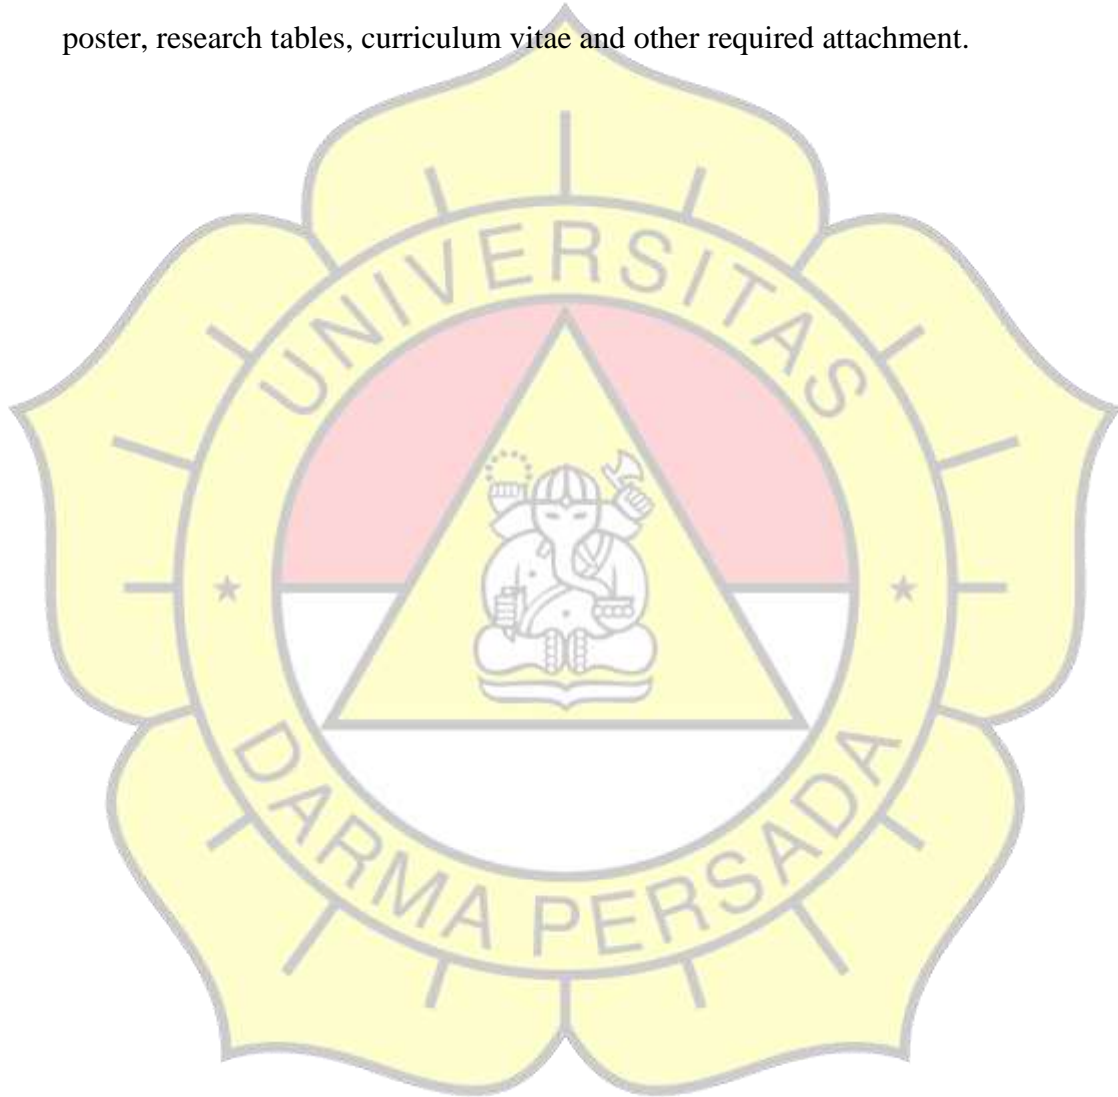 poster, research tables, curriculum vitae and other required attachment.
UNIVERSITAS
DARMA PERSADA